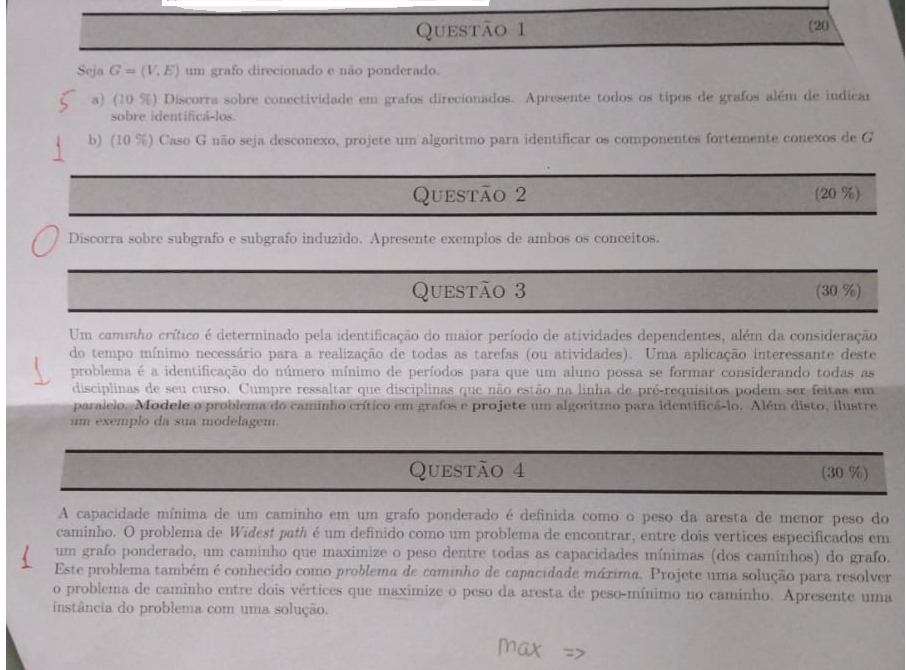 QUESTÃO 1 (20
Seja G = (V, E) um grafo direcionado e não ponderado.
5 a) (10 %) Discorra sobre conectividade em grafos direcionados. Apresente todos os tipos de grafos além de indicar
sobre identificá-los.
1 b) (10 %) Caso G não seja desconexo, projete um algoritmo para identificar os componentes fortemente conexos de G
QUESTÃO 2 (20 %)
0 Discorra sobre subgrafo e subgrafo induzido. Apresente exemplos de ambos os conceitos.
QUESTÃO 3 (30 %)
Um caminho crítico é determinado pela identificação do maior período de atividades dependentes, além da consideração
do tempo mínimo necessário para a realização de todas as tarefas (ou atividades). Uma aplicação interessante deste
1 problema é a identificação do número mínimo de períodos para que um aluno possa se formar considerando todas as
disciplinas de seu curso. Cumpre ressaltar que disciplinas que não estão na linha de pré-requisitos podem ser feitas em
paralelo. Modele o problema do caminho crítico em grafos e projete um algoritmo para identificá-lo. Além disto, ilustre
um exemplo da sua modelagem.
QUESTÃO 4 (30 %)
A capacidade mínima de um caminho em um grafo ponderado é definida como o peso da aresta de menor peso do
caminho. O problema de Widest path é um definido como um problema de encontrar, entre dois vertices especificados em
1 um grafo ponderado, um caminho que maximize o peso dentre todas as capacidades mínimas (dos caminhos) do grafo.
Este problema também é conhecido como problema de caminho de capacidade máxima. Projete uma solução para resolver
o problema de caminho entre dois vértices que maximize o peso da aresta de peso-mínimo no caminho. Apresente uma
instância do problema com uma solução.
max =>